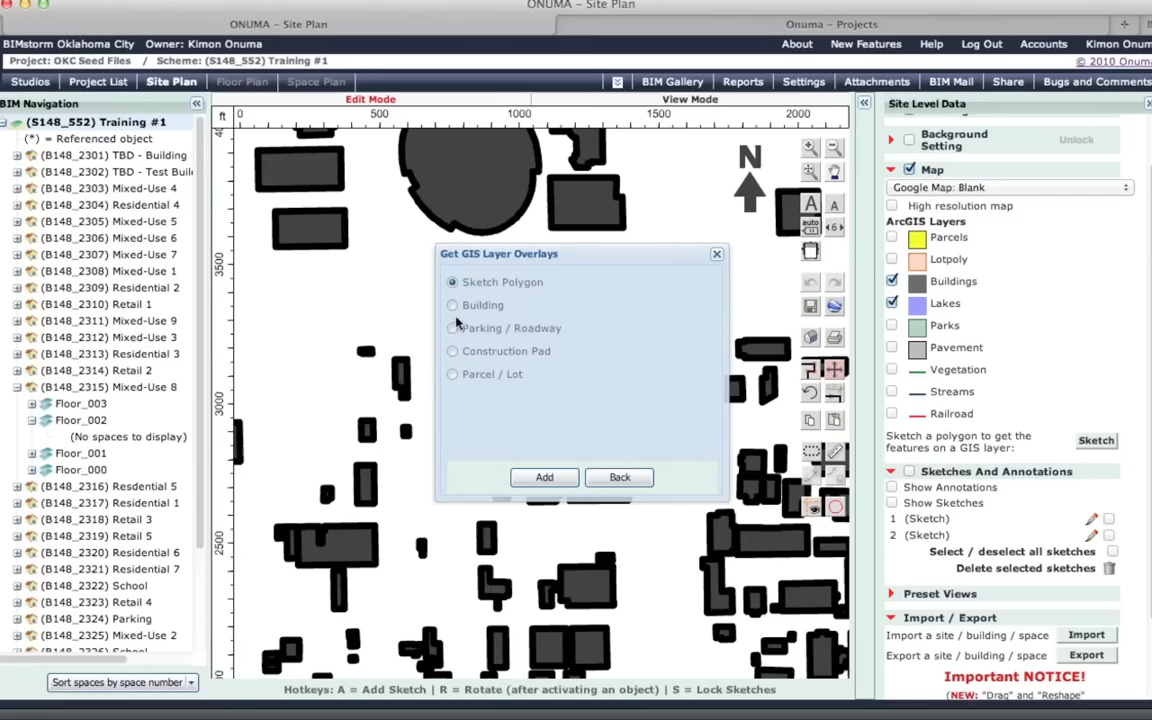 ONUMA – Site Plan
ONUMA – Site Plan
Onuma – Projects
BIMstorm Oklahoma City Owner: Kimon Onuma
About New Features Help Log Out Accounts Kimon Onum
Project: OKC Seed Files / Scheme: (S148_552) Training #1
© 2010 Onum
Studios Project List Site Plan Floor Plan Space Plan
BIM Gallery Reports Settings Attachments BIM Mail Share Bugs and Comments
BIM Navigation
(S148_552) Training #1
(*) = Referenced object
(B148_2301) TBD - Building
(B148_2302) TBD - Test Buil
(B148_2303) Mixed-Use 4
(B148_2304) Residential 4
(B148_2305) Mixed-Use 5
(B148_2306) Mixed-Use 6
(B148_2307) Mixed-Use 7
(B148_2308) Mixed-Use 1
(B148_2309) Residential 2
(B148_2310) Retail 1
(B148_2311) Mixed-Use 9
(B148_2312) Mixed-Use 3
(B148_2313) Residential 3
(B148_2314) Retail 2
(B148_2315) Mixed-Use 8
Floor_003
Floor_002
(No spaces to display)
Floor_001
Floor_000
(B148_2316) Resdential 5
(B148_2317) Residential 1
(B148_2318) Retail 3
(B148_2319) Retail 5
(B148_2320) Residential 6
(B148_2321) Residential 7
(B148_2322) School
(B148_2323) Retail 4
(B148_2324) Parking
(B148_2325) Mixed-Use 2
(B148_2326) School
Sort spaces by space number
Edit Mode View Mode
ft 0 500 1000 1500 2000
3500
3000
2500
N
A A
auto 6
Get GIS Layer Overlays
Sketch Polygon
Building
Parking / Roadway
Construction Pad
Parcel / Lot
Add Back
Hotkeys: A = Add Sketch | R = Rotate (after activating an object) | S = Lock Sketches
Site Level Data
Background Setting Unlock
Map
Google Map: Blank
High resolution map
ArcGIS Layers
Parcels
Lotpoly
Buildings
Lakes
Parks
Pavement
Vegetation
Streams
Railroad
Sketch a polygon to get the
features on a GIS layer: Sketch
Sketches And Annotations
Show Annotations
Show Sketches
1 (Sketch)
2 (Sketch)
Select / deselect all sketches
Delete selected sketches
Preset Views
Import / Export
Import a site / building / space Import
Export a site / building / space Export
Important NOTICE!
(NEW: "Drag" and "Reshape"